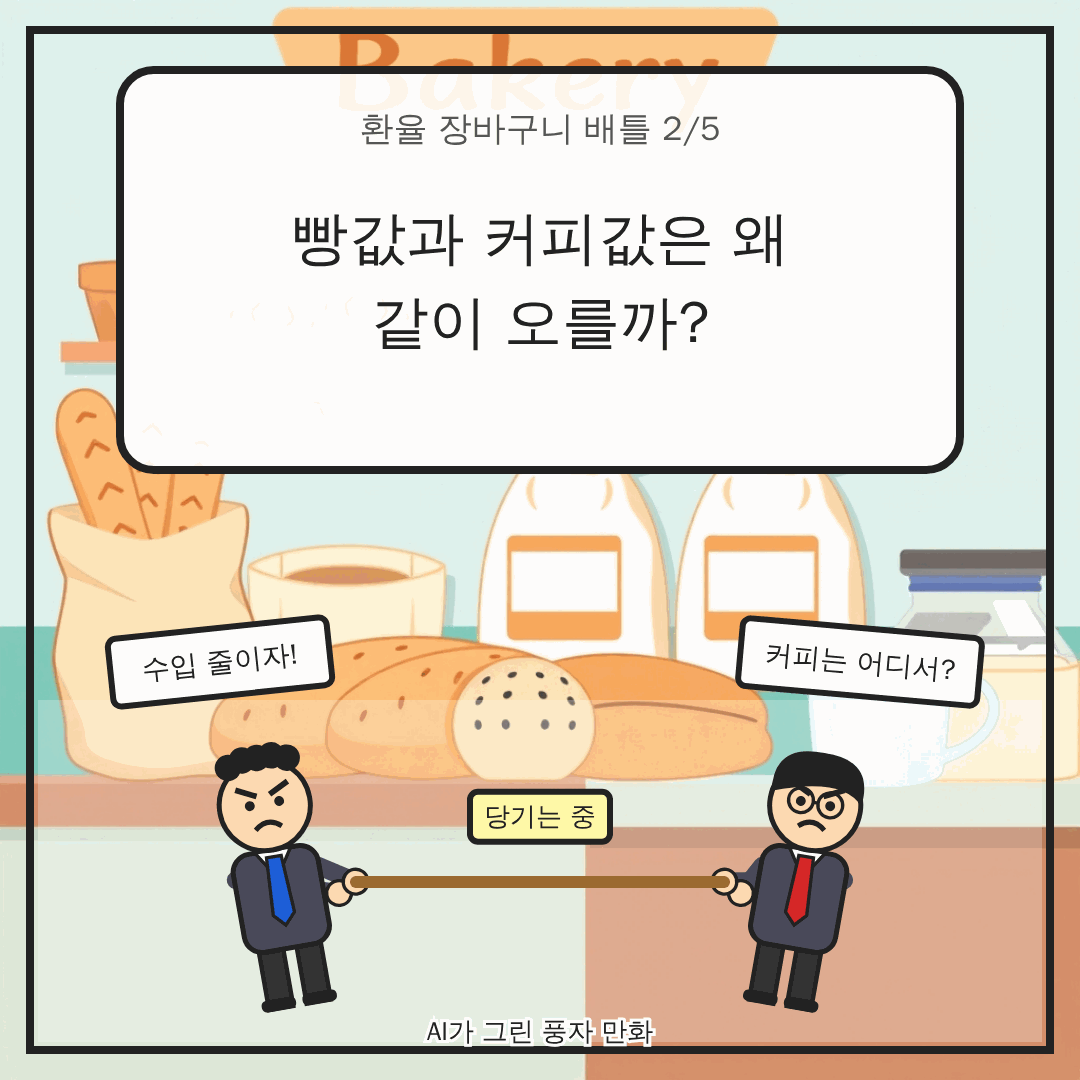 Bakery
환율 장바구니 배틀 2/5
빵값과 커피값은 왜
같이 오를까?
수입 줄이자!
커피는 어디서?
당기는 중
AI가 그린 풍자 만화